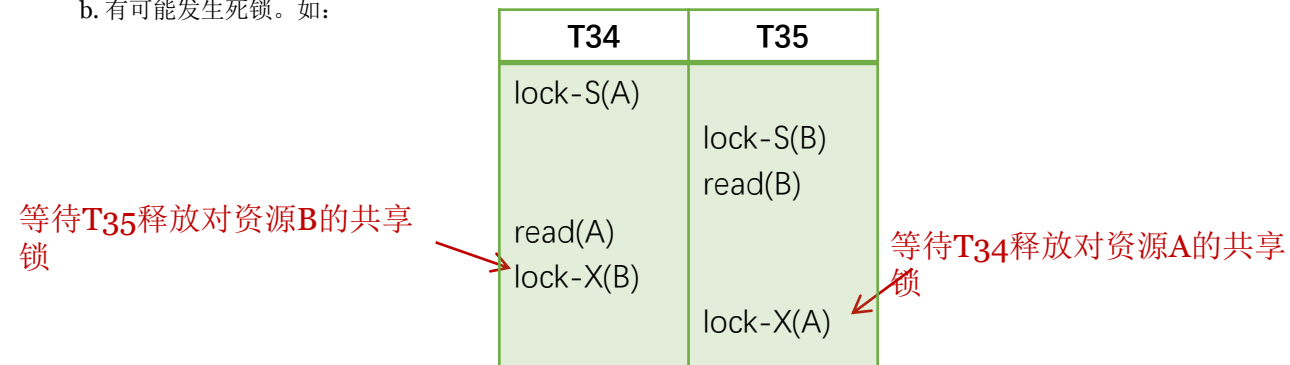 b. 有可能发生死锁。如：
T34 T35
lock-S(A)
lock-S(B)
read(B)
等待T35释放对资源B的共享
锁
read(A)
等待T34释放对资源A的共享
锁
lock-X(B)
lock-X(A)